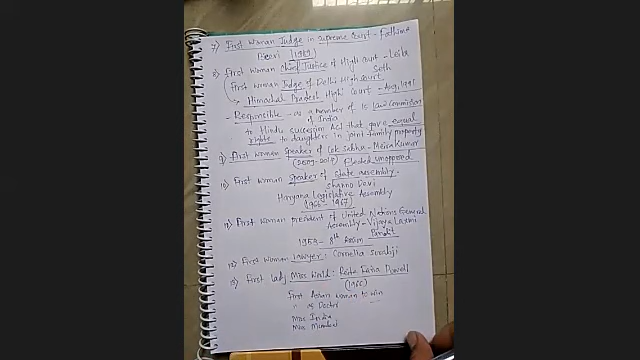 7) First Woman Judge in Supreme Court - Fathima
Beevi (1989)
8) First Woman Chief Justice of High Court - Leila
Seth
First Woman Judge of Delhi High Court
→ Himachal Pradesh High Court - Aug, 1991
- Responsible - as a member of 15 Law Commission
of India
to Hindu succession Act that gave equal
rights to daughters in joint family property
9) First Woman Speaker of Lok Sabha - Meira Kumar
(2009-2014) Elected unopposed
10) First Woman Speaker of State assembly.
Shanno Devi
Haryana Legislative Assembly
(1966-1967)
11) First Woman president of United Nations General
Assembly - Vijaya Laxmi
Pandit
1953 - 8th
12) First Woman Lawyer: Cornelia Sorabji
13) First Lady Miss World: Reita Faria Powell
(1966)
First Asian Woman to win
" Doctor
Miss India
Miss Mumbai